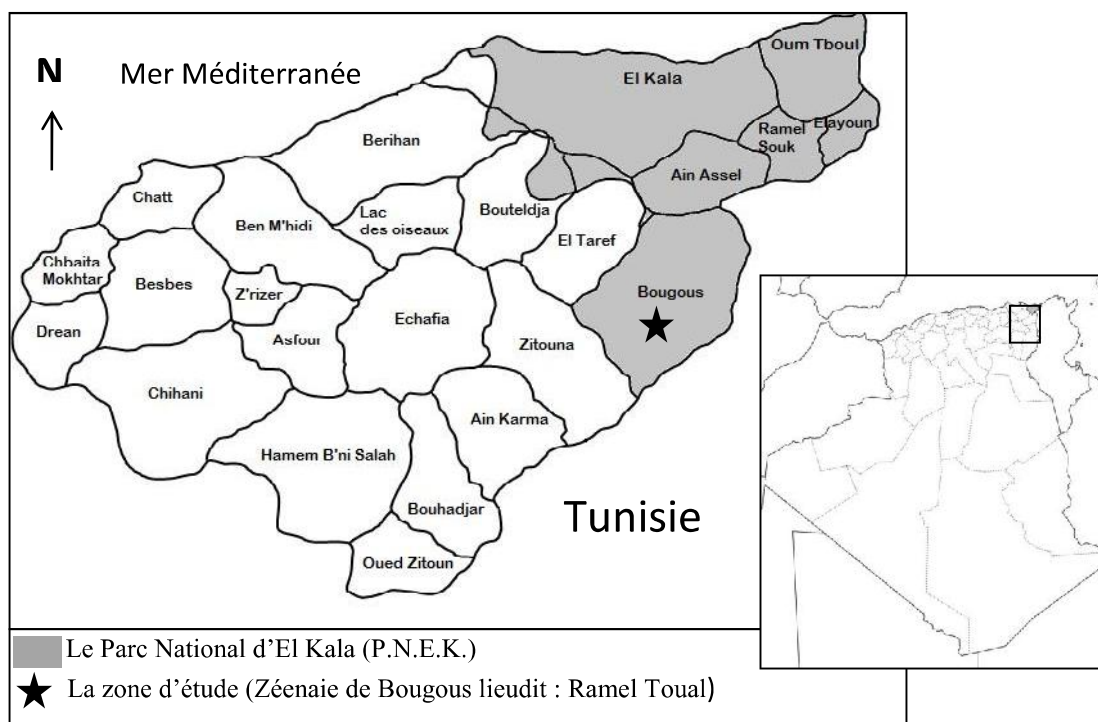 N
Mer Méditerranée
Oum Tboul
El Kala
Elayoun
Ramel
Souk
Berihan
Ain Assel
Chatt
Lac
des oiseaux
Bouteldja
Ben M'hidi
El Taref
Chbaita
Mokhtar
Besbes
Z'rizer
Bougous
Echafia
Drean
Asfour
Zitouna
Chihani
Ain Karma
Hamem B'ni Salah
Bouhadjar
Tunisie
Oued Zitoun
Le Parc National d'El Kala (P.N.E.K.)
La zone d'étude (Zéenaie de Bougous lieudit : Ramel Toual)